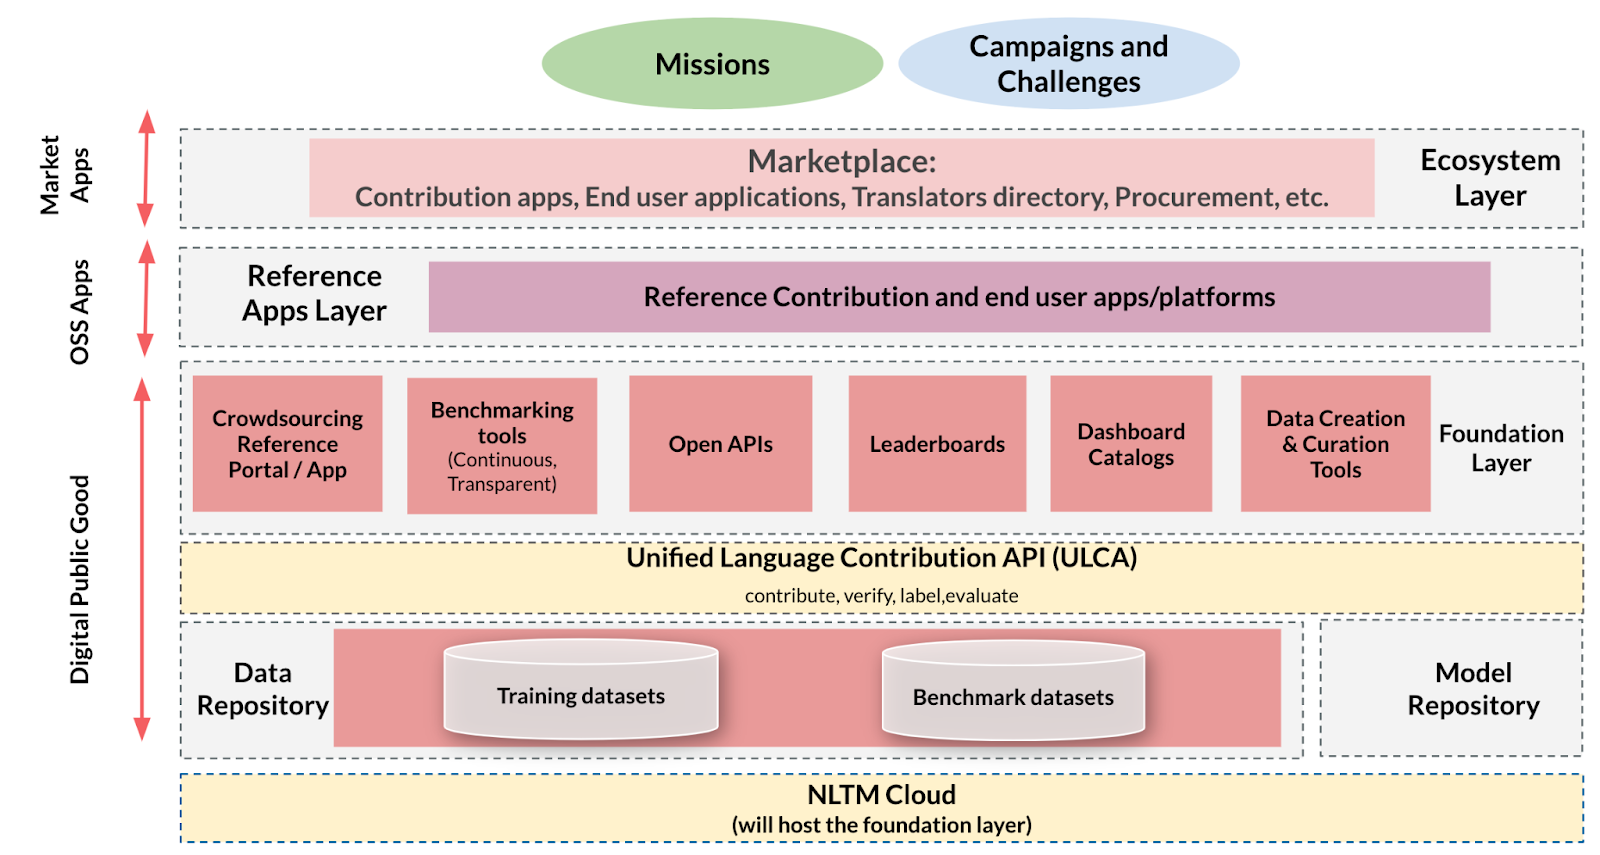 Missions
Campaigns and
Challenges
Market
Apps
Marketplace:
Contribution apps, End user applications, Translators directory, Procurement, etc.
Ecosystem
Layer
OSS Apps
Reference
Apps Layer
Reference Contribution and end user apps/platforms
Digital Public Good
Crowdsourcing
Reference
Portal / App
Benchmarking
tools
(Continuous,
Transparent)
Open APIs
Leaderboards
Dashboard
Catalogs
Data Creation
& Curation
Tools
Foundation
Layer
Unified Language Contribution API (ULCA)
contribute, verify, label,evaluate
Data
Repository
Training datasets
Benchmark datasets
Model
Repository
NLTM Cloud
(will host the foundation layer)